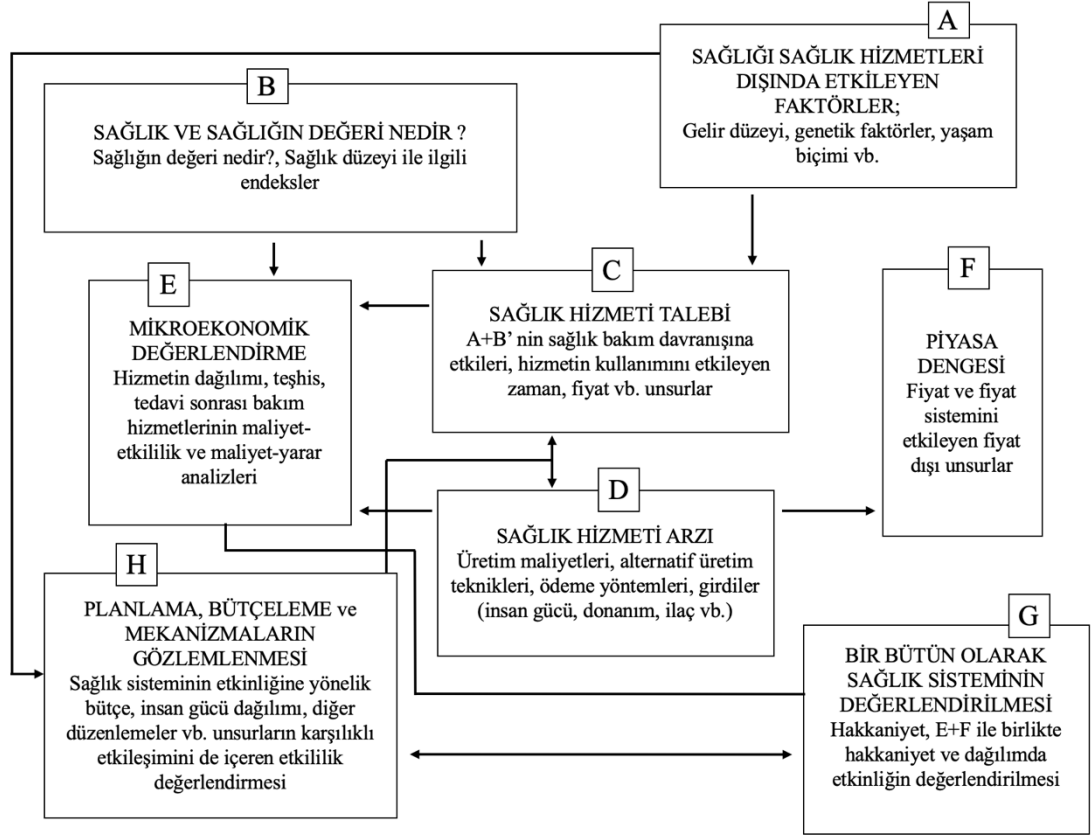 A
SAĞLIĞI SAĞLIK HİZMETLERİ
DIŞINDA ETKİLEYEN
FAKTÖRLER;
Gelir düzeyi, genetik faktörler, yaşam
biçimi vb.
B
SAĞLIK VE SAĞLIĞIN DEĞERİ NEDİR ?
Sağlığın değeri nedir?, Sağlık düzeyi ile ilgili
endeksler
E
MİKROEKONOMİK
DEĞERLENDİRME
Hizmetin dağılımı, teşhis,
tedavi sonrası bakım
hizmetlerinin maliyet-
etkililik ve maliyet-yarar
analizleri
C
SAĞLIK HİZMETİ TALEBİ
A+B’ nin sağlık bakım davranışına
etkileri, hizmetin kullanımını etkileyen
zaman, fiyat vb. unsurlar
F
PİYASA
DENGESİ
Fiyat ve fiyat
sistemini
etkileyen fiyat
dışı unsurlar
D
SAĞLIK HİZMETİ ARZI
Üretim maliyetleri, alternatif üretim
teknikleri, ödeme yöntemleri, girdiler
(insan gücü, donanım, ilaç vb.)
H
PLANLAMA, BÜTÇELEME ve
MEKANİZMALARIN
GÖZLEMLENMESİ
Sağlık sisteminin etkinliğine yönelik
bütçe, insan gücü dağılımı, diğer
düzenlemeler vb. unsurların karşılıklı
etkileşimini de içeren etkililik
değerlendirmesi
G
BİR BÜTÜN OLARAK
SAĞLIK SİSTEMİNİN
DEĞERLENDİRİLMESİ
Hakkaniyet, E+F ile birlikte
hakkaniyet ve dağılımda
etkinliğin değerlendirilmesi